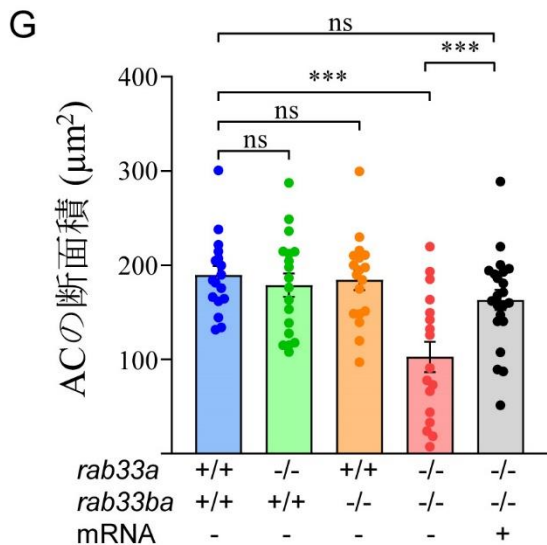 G
ns
***
***
ns
ns
400
300
200
100
ACの断面積 (μm²)
rab33a +/+ -/- +/+ -/- -/-
rab33ba +/+ +/+ -/- -/- -/-
mRNA - - - - +